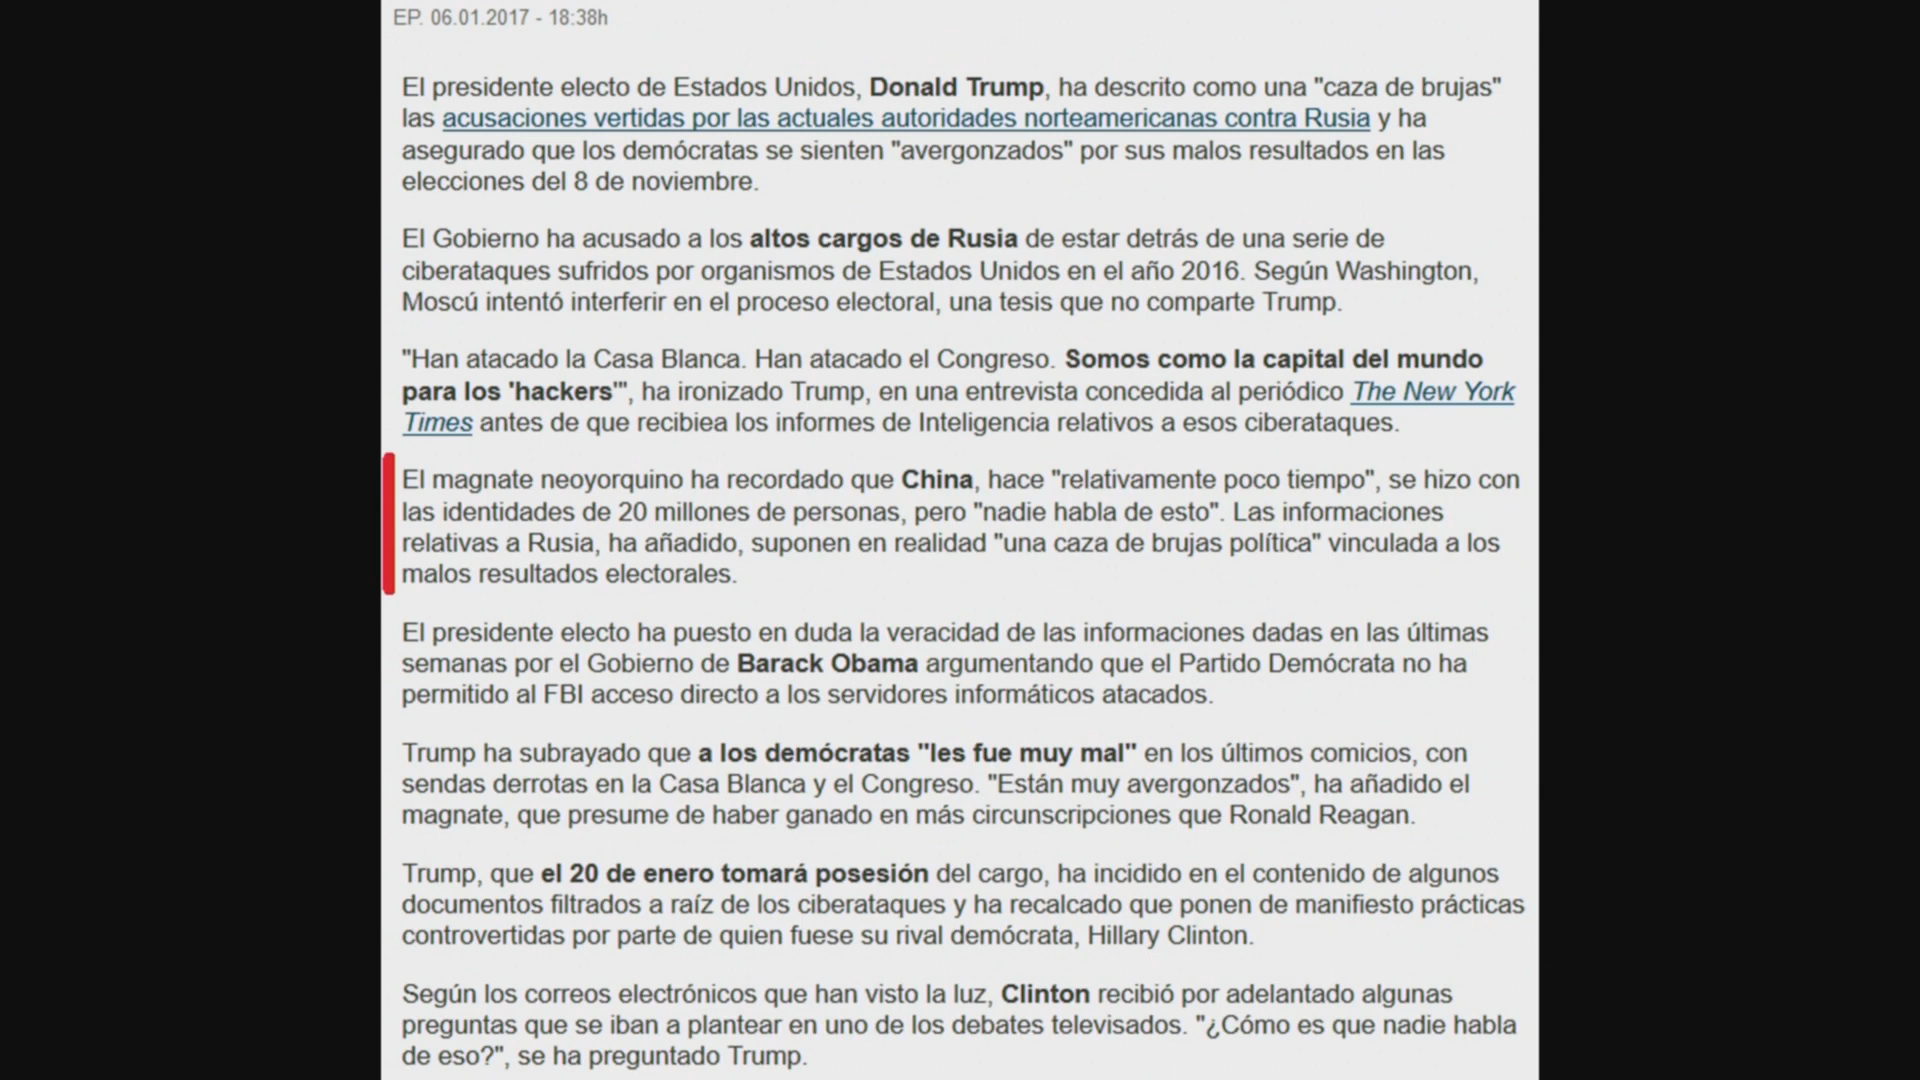 EP. 06.01.2017 - 18:38h
El presidente electo de Estados Unidos, Donald Trump, ha descrito como una "caza de brujas"
las acusaciones vertidas por las actuales autoridades norteamericanas contra Rusia y ha
asegurado que los demócratas se sienten "avergonzados" por sus malos resultados en las
elecciones del 8 de noviembre.
El Gobierno ha acusado a los altos cargos de Rusia de estar detrás de una serie de
ciberataques sufridos por organismos de Estados Unidos en el año 2016. Según Washington,
Moscú intentó interferir en el proceso electoral, una tesis que no comparte Trump.
"Han atacado la Casa Blanca. Han atacado el Congreso. Somos como la capital del mundo
para los 'hackers'", ha ironizado Trump, en una entrevista concedida al periódico The New York
Times antes de que recibiea los informes de Inteligencia relativos a esos ciberataques.
El magnate neoyorquino ha recordado que China, hace "relativamente poco tiempo", se hizo con
las identidades de 20 millones de personas, pero "nadie habla de esto". Las informaciones
relativas a Rusia, ha añadido, suponen en realidad "una caza de brujas política" vinculada a los
malos resultados electorales.
El presidente electo ha puesto en duda la veracidad de las informaciones dadas en las últimas
semanas por el Gobierno de Barack Obama argumentando que el Partido Demócrata no ha
permitido al FBI acceso directo a los servidores informáticos atacados.
Trump ha subrayado que a los demócratas "les fue muy mal" en los últimos comicios, con
sendas derrotas en la Casa Blanca y el Congreso. "Están muy avergonzados", ha añadido el
magnate, que presume de haber ganado en más circunscripciones que Ronald Reagan.
Trump, que el 20 de enero tomará posesión del cargo, ha incidido en el contenido de algunos
documentos filtrados a raíz de los ciberataques y ha recalcado que ponen de manifiesto prácticas
controvertidas por parte de quien fuese su rival demócrata, Hillary Clinton.
Según los correos electrónicos que han visto la luz, Clinton recibió por adelantado algunas
preguntas que se iban a plantear en uno de los debates televisados. "¿Cómo es que nadie habla
de eso?", se ha preguntado Trump.